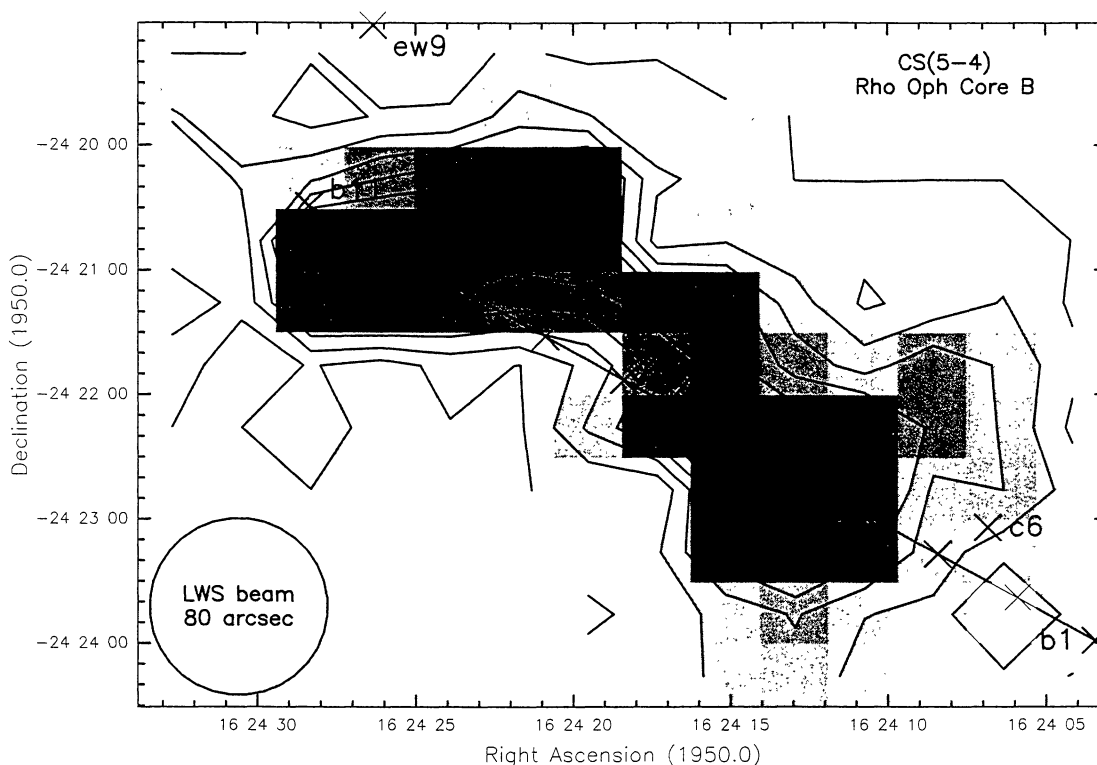 ew9
CS(5-4)
Rho Oph Core B
-24 20 00
-24 21 00
-24 22 00
-24 23 00
-24 24 00
Declination (1950.0)
c6
b1
LWS beam
80 arcsec
16 24 30
16 24 25
16 24 20
16 24 15
16 24 10
16 24 05
Right Ascension (1950.0)